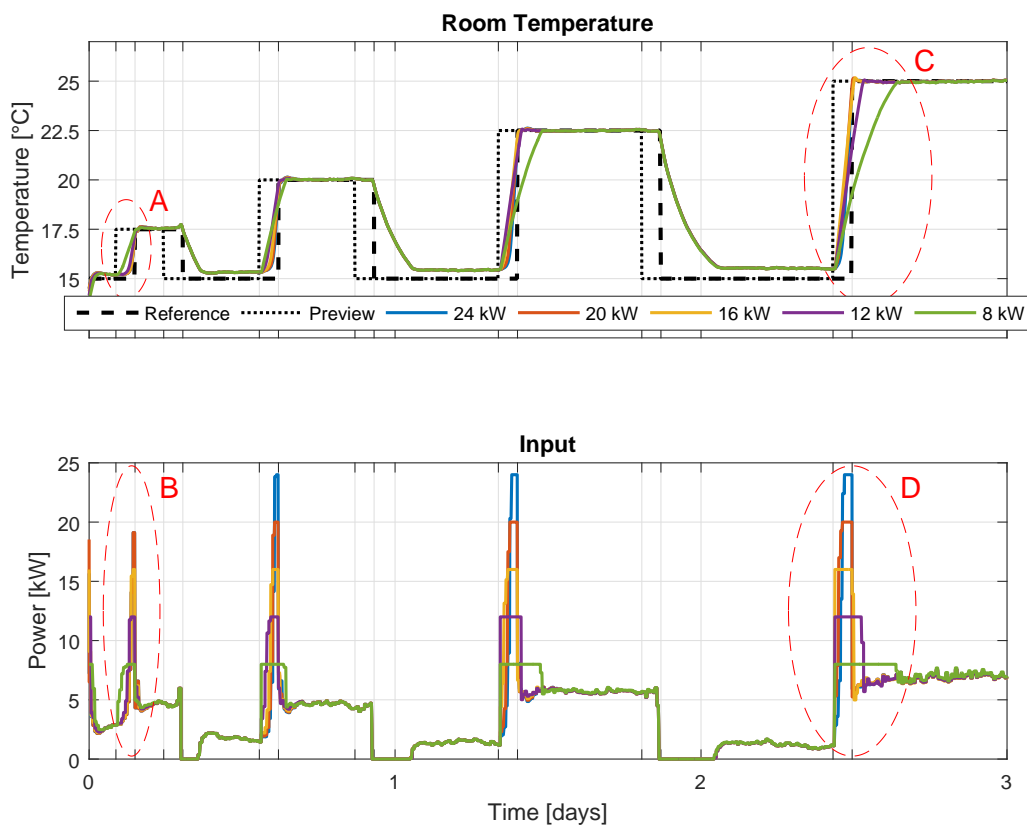 Room Temperature
C
25
22.5
20
A
17.5
15
Temperature [°C]
Reference Preview 24 kW 20 kW 16 kW 12 kW 8 kW
Input
25
B
D
20
15
10
5
0
Power [kW]
0 1 2 3
Time [days]